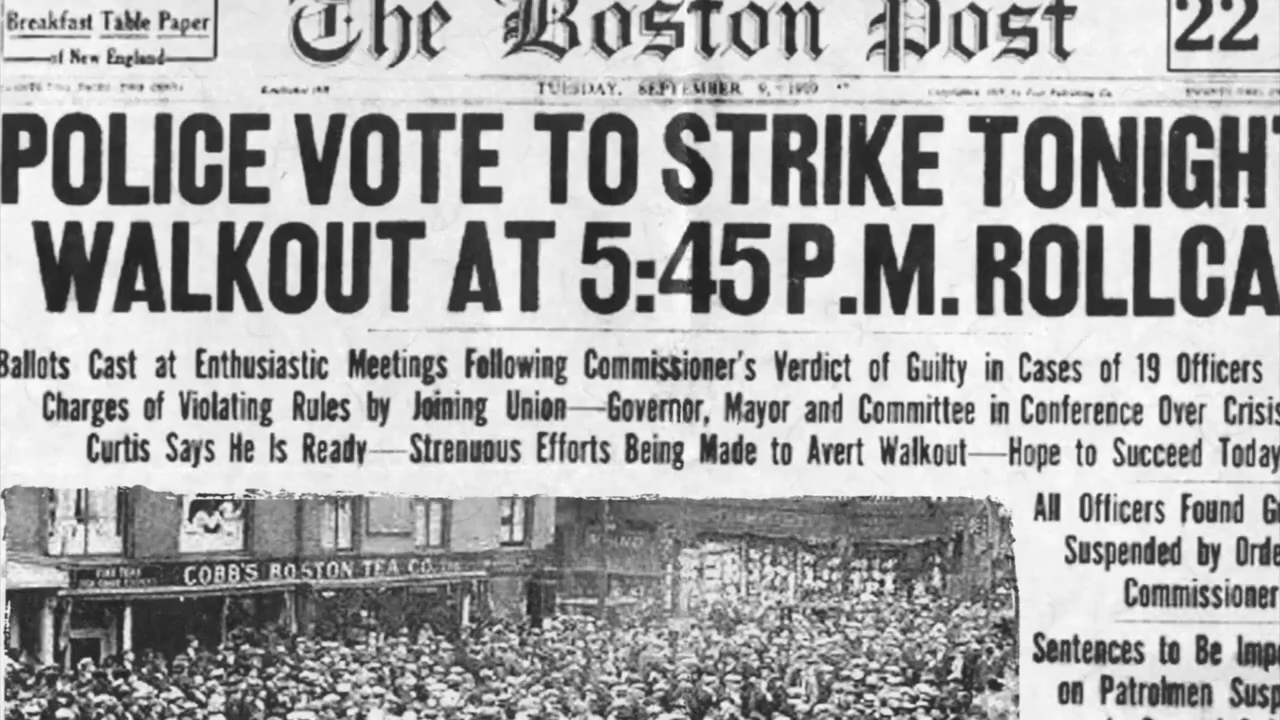 Breakfast Table Paper
of New England
The Boston Post
22
TUESDAY, SEPTEMBER 9, 1919
POLICE VOTE TO STRIKE TONIGHT
WALKOUT AT 5:45 P.M. ROLLCA
Ballots Cast at Enthusiastic Meetings Following Commissioner's Verdict of Guilty in Cases of 19 Officers
Charges of Violating Rules by Joining Union—Governor, Mayor and Committee in Conference Over Crisis
Curtis Says He Is Ready—Strenuous Efforts Being Made to Avert Walkout—Hope to Succeed Today
All Officers Found G
Suspended by Orde
Commissioner
Sentences to Be Impo
on Patrolmen Susp
COBB'S BOSTON TEA CO.